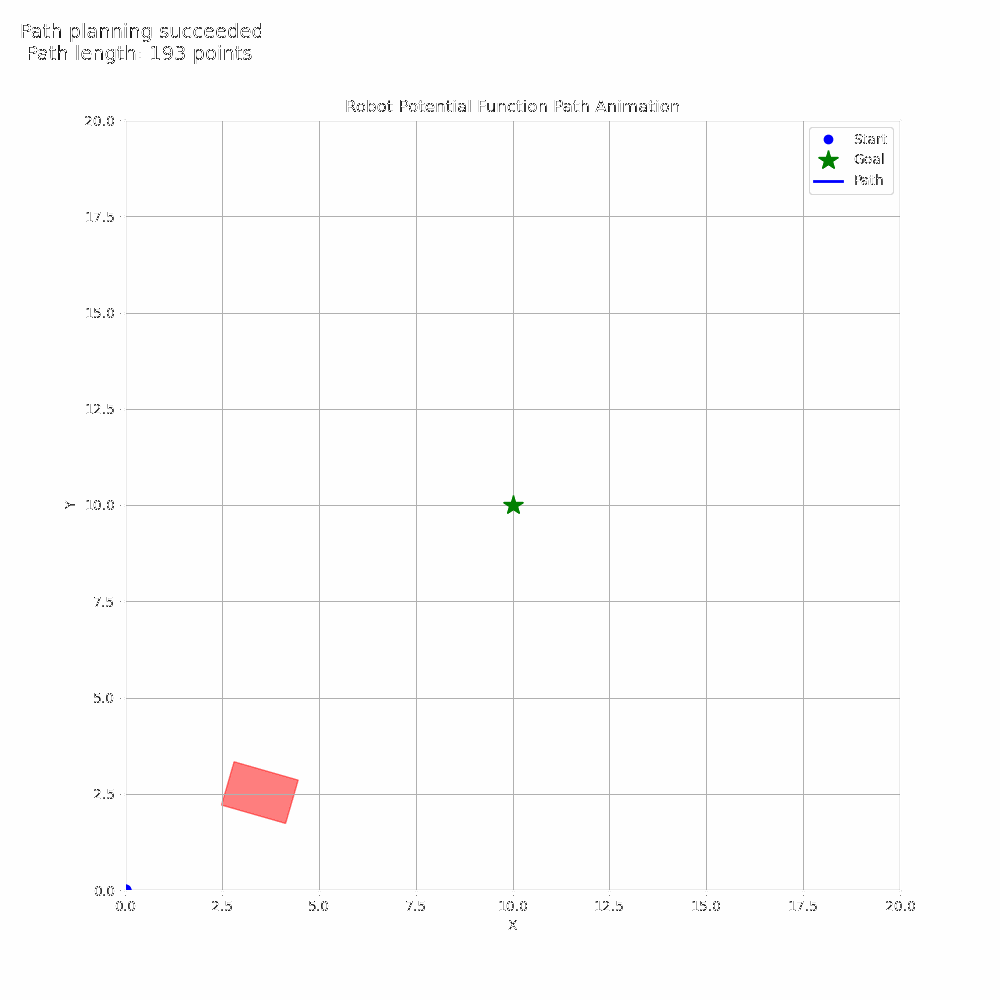 Path planning succeeded
Path length: 193 points
Robot Potential Function Path Animation
Start
Goal
Path
20.0
17.5
15.0
12.5
10.0
7.5
5.0
2.5
0.0
Y
0.0 2.5 5.0 7.5 10.0 12.5 15.0 17.5 20.0
X